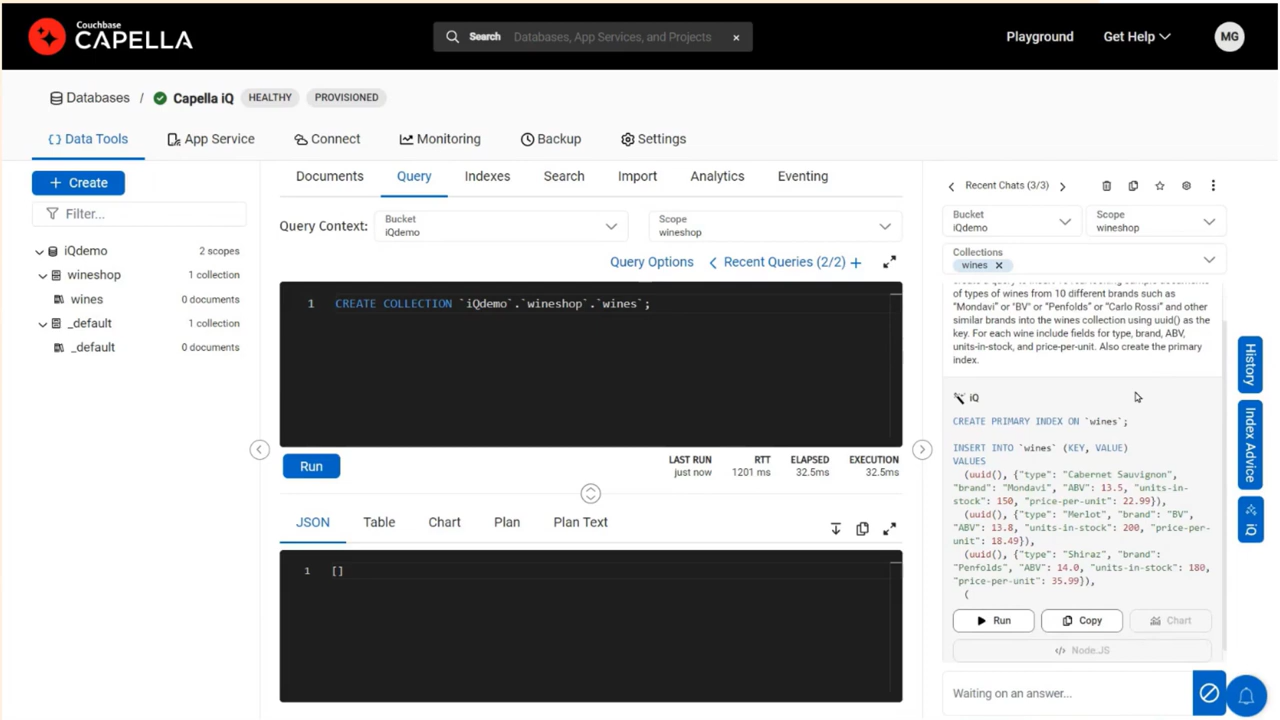 Couchbase
CAPELLA
Search Databases, App Services, and Projects ×
Playground
Get Help
MG
Databases / Capella iQ HEALTHY PROVISIONED
Data Tools
App Service
Connect
Monitoring
Backup
Settings
+ Create
Filter...
iQdemo 2 scopes
wineshop 1 collection
wines 0 documents
_default 1 collection
_default 0 documents
Documents
Query
Indexes
Search
Import
Analytics
Eventing
Query Context:
Bucket
iQdemo
Scope
wineshop
Query Options
Recent Queries (2/2) +
1 CREATE COLLECTION `iQdemo`.`wineshop`.`wines`;
Run
LAST RUN
just now
RTT
1201 ms
ELAPSED
32.5ms
EXECUTION
32.5ms
JSON
Table
Chart
Plan
Plan Text
1 []
Recent Chats (3/3)
Bucket
iQdemo
Scope
wineshop
Collections
wines ×
of types of wines from 10 different brands such as
"Mondavi" or "BV" or "Penfolds" or "Carlo Rossi" and other
similar brands into the wines collection using uuid() as the
key. For each wine include fields for type, brand, ABV,
units-in-stock, and price-per-unit. Also create the primary
index.
iQ
CREATE PRIMARY INDEX ON `wines`;
INSERT INTO `wines` (KEY, VALUE)
VALUES
(uuid(), {"type": "Cabernet Sauvignon",
"brand": "Mondavi", "ABV": 13.5, "units-in-
stock": 150, "price-per-unit": 22.99}),
(uuid(), {"type": "Merlot", "brand": "BV",
"ABV": 13.8, "units-in-stock": 200, "price-per-
unit": 18.49}),
(uuid(), {"type": "Shiraz", "brand":
"Penfolds", "ABV": 14.0, "units-in-stock": 180,
"price-per-unit": 35.99}),
(
Run
Copy
Chart
</> Node.JS
Waiting on an answer...
History
Index Advice
iQ